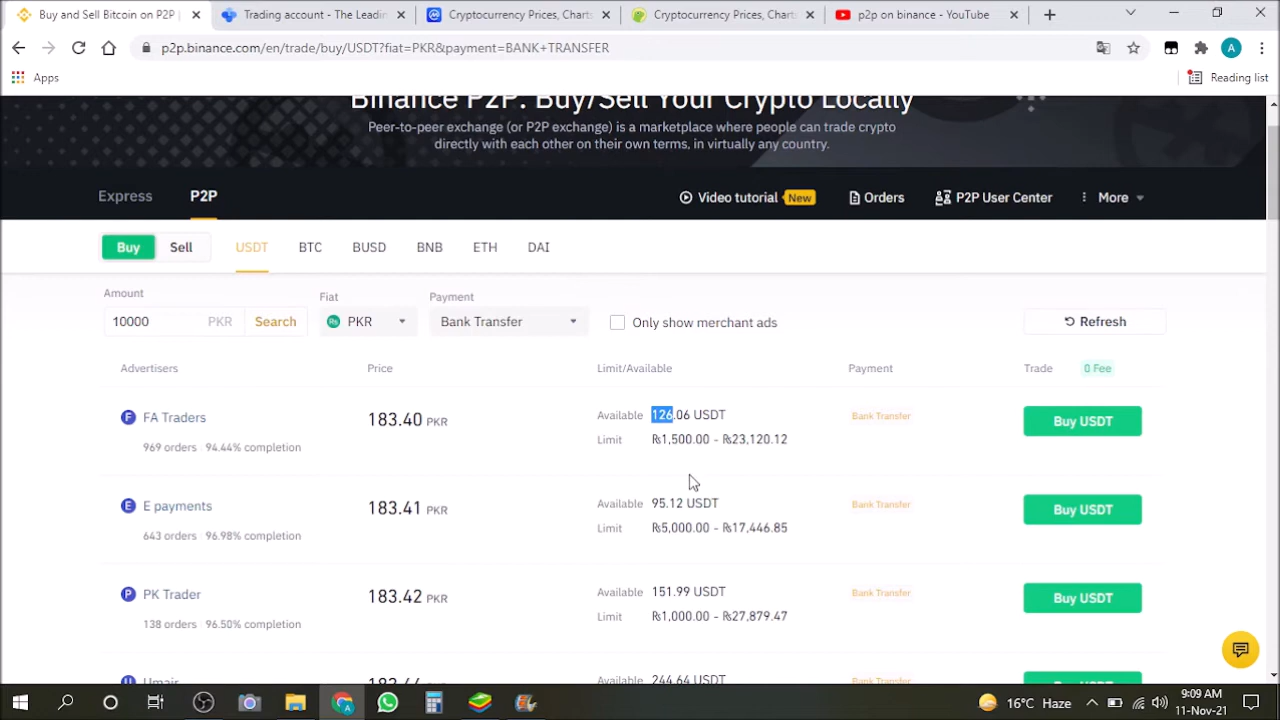 Buy and Sell Bitcoin on P2P |
Trading account - The Leadin
Cryptocurrency Prices, Charts
Cryptocurrency Prices, Charts
p2p on binance - YouTube
p2p.binance.com/en/trade/buy/USDT?fiat=PKR&payment=BANK+TRANSFER
A
Apps
Reading list
Binance P2P: Buy/Sell Your Crypto Locally
Peer-to-peer exchange (or P2P exchange) is a marketplace where people can trade crypto
directly with each other on their own terms, in virtually any country.
Express P2P
Video tutorial New Orders P2P User Center More
Buy Sell USDT BTC BUSD BNB ETH DAI
Amount Fiat Payment
10000 PKR Search Rs PKR Bank Transfer Only show merchant ads Refresh
Advertisers Price Limit/Available Payment Trade 0 Fee
F FA Traders 183.40 PKR Available 126.06 USDT Bank Transfer Buy USDT
969 orders 94.44% completion Limit ₨1,500.00 - ₨23,120.12
E E payments 183.41 PKR Available 95.12 USDT Bank Transfer Buy USDT
643 orders 96.98% completion Limit ₨5,000.00 - ₨17,446.85
P PK Trader 183.42 PKR Available 151.99 USDT Bank Transfer Buy USDT
138 orders 96.50% completion Limit ₨1,000.00 - ₨27,879.47
U Umair 183.44 PKR Available 244.64 USDT Bank Transfer Buy USDT
16°C Haze
9:09 AM
11-Nov-21